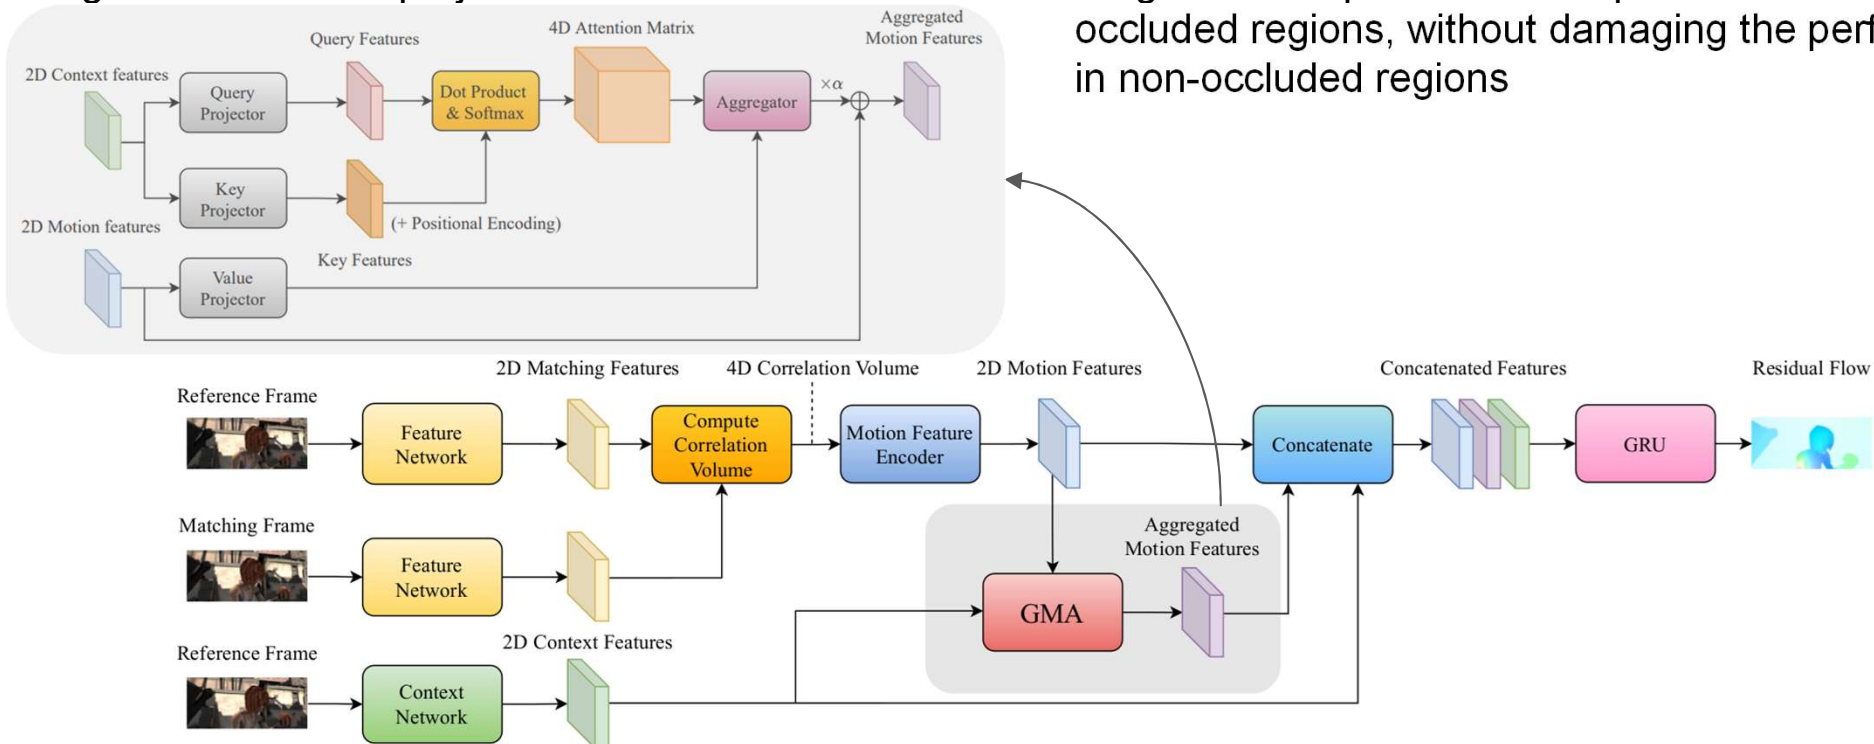 occluded regions, without damaging the
in non-occluded regions
Aggregated
Motion Features
4D Attention Matrix
Query Features
2D Context features
Query
Projector
Dot Product
& Softmax
Aggregator
×α
Key
Projector
(+ Positional Encoding)
2D Motion features
Key Features
Value
Projector
2D Matching Features
4D Correlation Volume
2D Motion Features
Concatenated Features
Residual Flow
Reference Frame
Feature
Network
Compute
Correlation
Volume
Motion Feature
Encoder
Concatenate
GRU
Matching Frame
Feature
Network
Aggregated
Motion Features
GMA
Reference Frame
2D Context Features
Context
Network